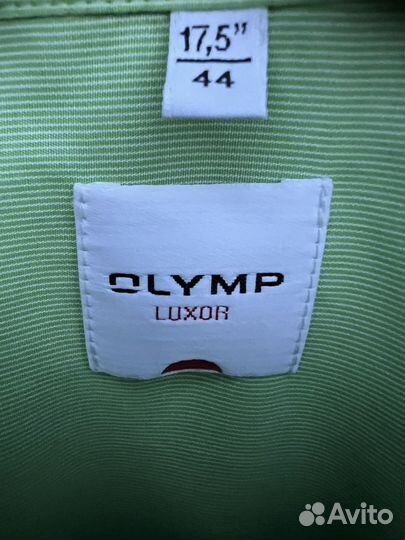 17,5"
44
OLYMP
LUXOR
Avito